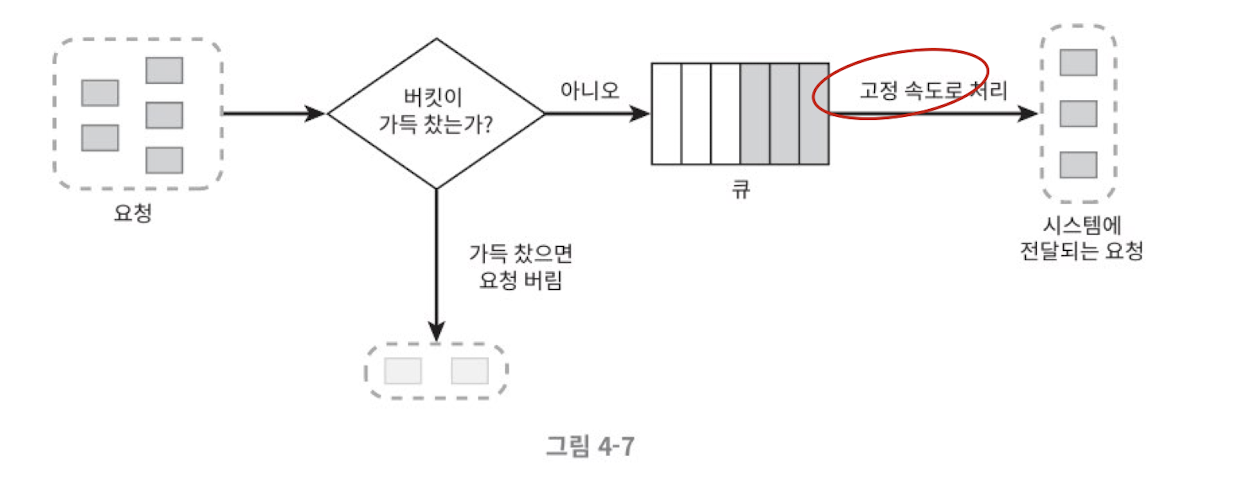 버킷이
가득 찼는가?
아니오
고정 속도로 처리
큐
요청
시스템에
전달되는 요청
가득 찼으면
요청 버림
그림 4-7